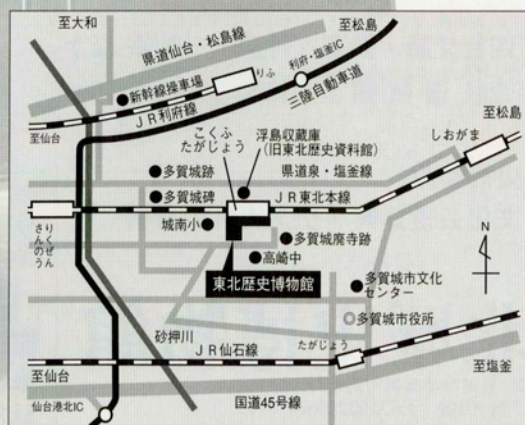 至大和
至松島
県道仙台・松島線
利府・塩釜IC
新幹線操車場
りふ
三陸自動車道
JR利府線
至仙台
至松島
こくふ
たがじょう
浮島収蔵庫
(旧東北歴史資料館)
しおがま
多賀城跡
県道泉・塩釜線
多賀城碑
JR東北本線
りくぜん
さんのう
城南小
多賀城廃寺跡
N
高崎中
東北歴史博物館
多賀城市文化
センター
多賀城市役所
砂押川
JR仙石線
たがじょう
至仙台
至塩釜
国道45号線
仙台港北IC